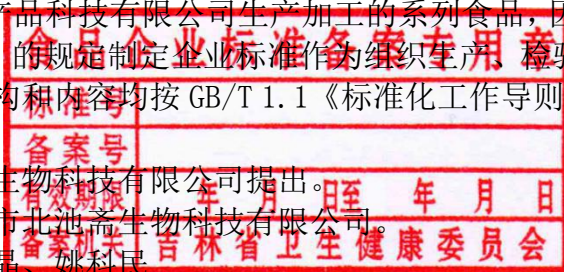 产品科技有限公司生产加工的系列食品，因
食品企业标准备案专用章
的规定制定企业标准作为组织生产、检验
标准号
构和内容均按 GB/T 1.1《标准化工作导则
备案号
生物科技有限公司提出。
有效期限 年 月 日至 年 月 日
市北池斋生物科技有限公司。
备案机关 吉林省卫生健康委员会
晶、姚科民